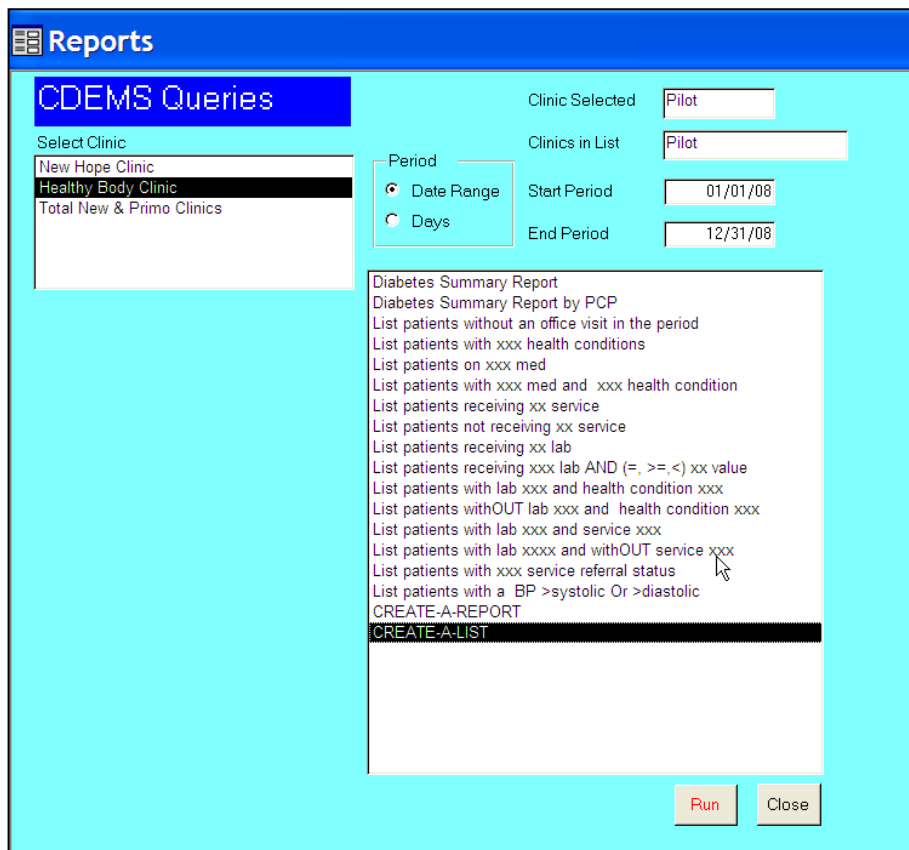 Reports
CDEMS Queries
Select Clinic
New Hope Clinic
Healthy Body Clinic
Total New & Primo Clinics
Period
Date Range
Days
Clinic Selected Pilot
Clinics in List Pilot
Start Period 01/01/08
End Period 12/31/08
Diabetes Summary Report
Diabetes Summary Report by PCP
List patients without an office visit in the period
List patients with xxx health conditions
List patients on xxx med
List patients with xxx med and xxx health condition
List patients receiving xx service
List patients not receiving xx service
List patients receiving xx lab
List patients receiving xxx lab AND (=, >=,<) xx value
List patients with lab xxx and health condition xxx
List patients withOUT lab xxx and health condition xxx
List patients with lab xxx and service xxx
List patients with lab xxxx and withOUT service xxx
List patients with xxx service referral status
List patients with a BP >systolic Or >diastolic
CREATE-A-REPORT
CREATE-A-LIST
Run Close